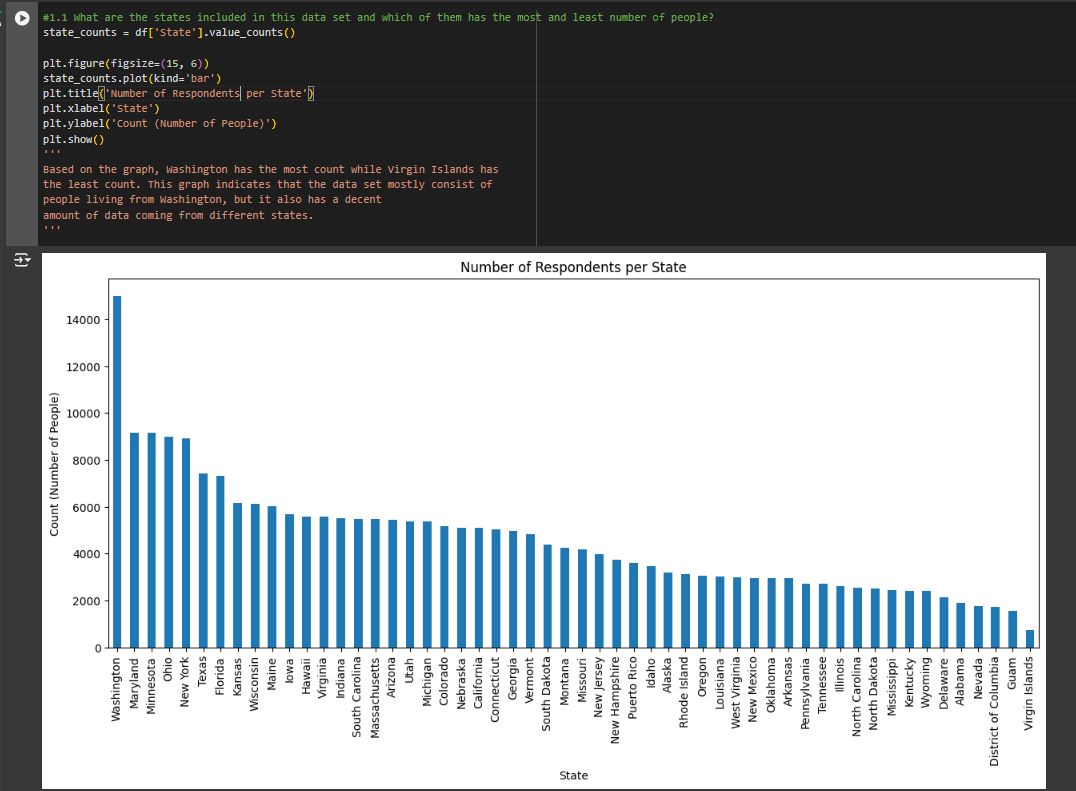 #1.1 What are the states included in this data set and which of them has the most and least number of people?
state_counts = df['State'].value_counts()
plt.figure(figsize=(15, 6))
state_counts.plot(kind='bar')
plt.title('Number of Respondents per State')
plt.xlabel('State')
plt.ylabel('Count (Number of People)')
plt.show()
'''
Based on the graph, Washington has the most count while Virgin Islands has
the least count. This graph indicates that the data set mostly consist of
people living from Washington, but it also has a decent
amount of data coming from different states.
'''
Number of Respondents per State
Count (Number of People)
14000
12000
10000
8000
6000
4000
2000
0
Washington
Maryland
Minnesota
Ohio
New York
Texas
Florida
Kansas
Wisconsin
Maine
Iowa
Hawaii
Virginia
Indiana
South Carolina
Massachusetts
Arizona
Utah
Michigan
Colorado
Nebraska
California
Connecticut
Georgia
Vermont
South Dakota
Montana
Missouri
New Jersey
New Hampshire
Puerto Rico
Idaho
Alaska
Rhode Island
Oregon
Louisiana
West Virginia
New Mexico
Oklahoma
Arkansas
Pennsylvania
Tennessee
Illinois
North Carolina
North Dakota
Mississippi
Kentucky
Wyoming
Delaware
Alabama
Nevada
District of Columbia
Guam
Virgin Islands
State